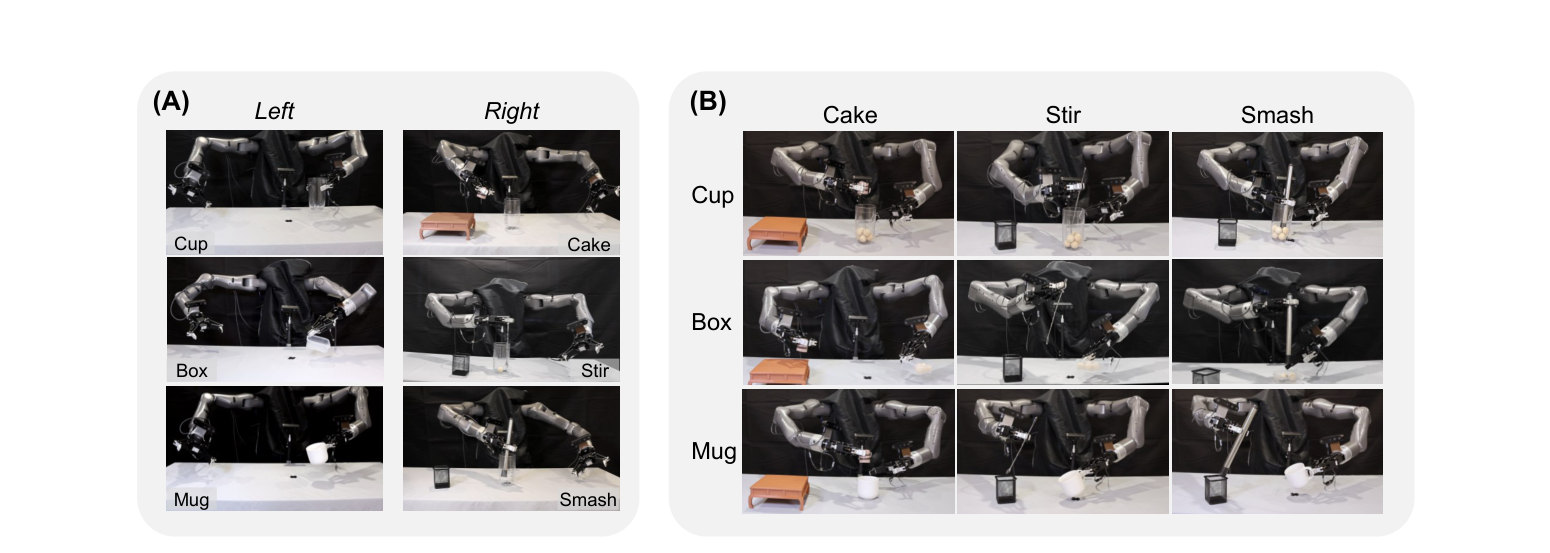 (A)
Left
Right
Cup
Cake
Box
Stir
Mug
Smash
(B)
Cake
Stir
Smash
Cup
Box
Mug